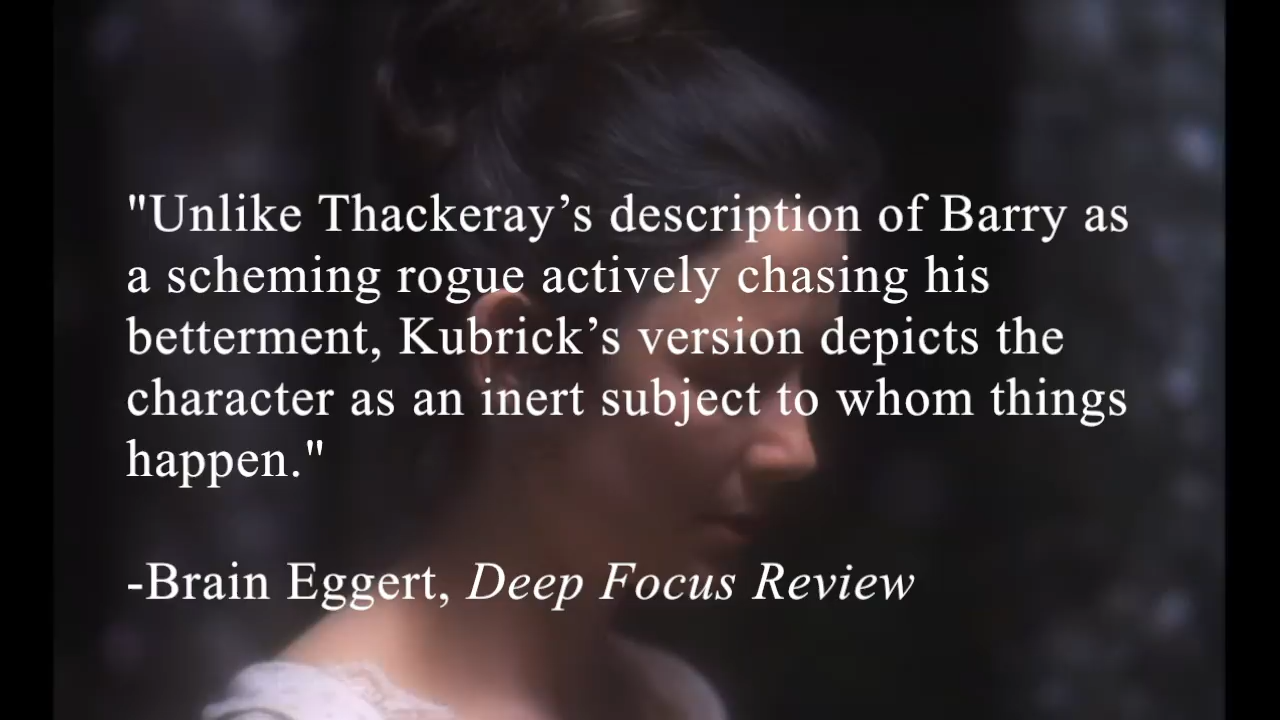 "Unlike Thackeray’s description of Barry as
a scheming rogue actively chasing his
betterment, Kubrick’s version depicts the
character as an inert subject to whom things
happen."
-Brain Eggert, Deep Focus Review